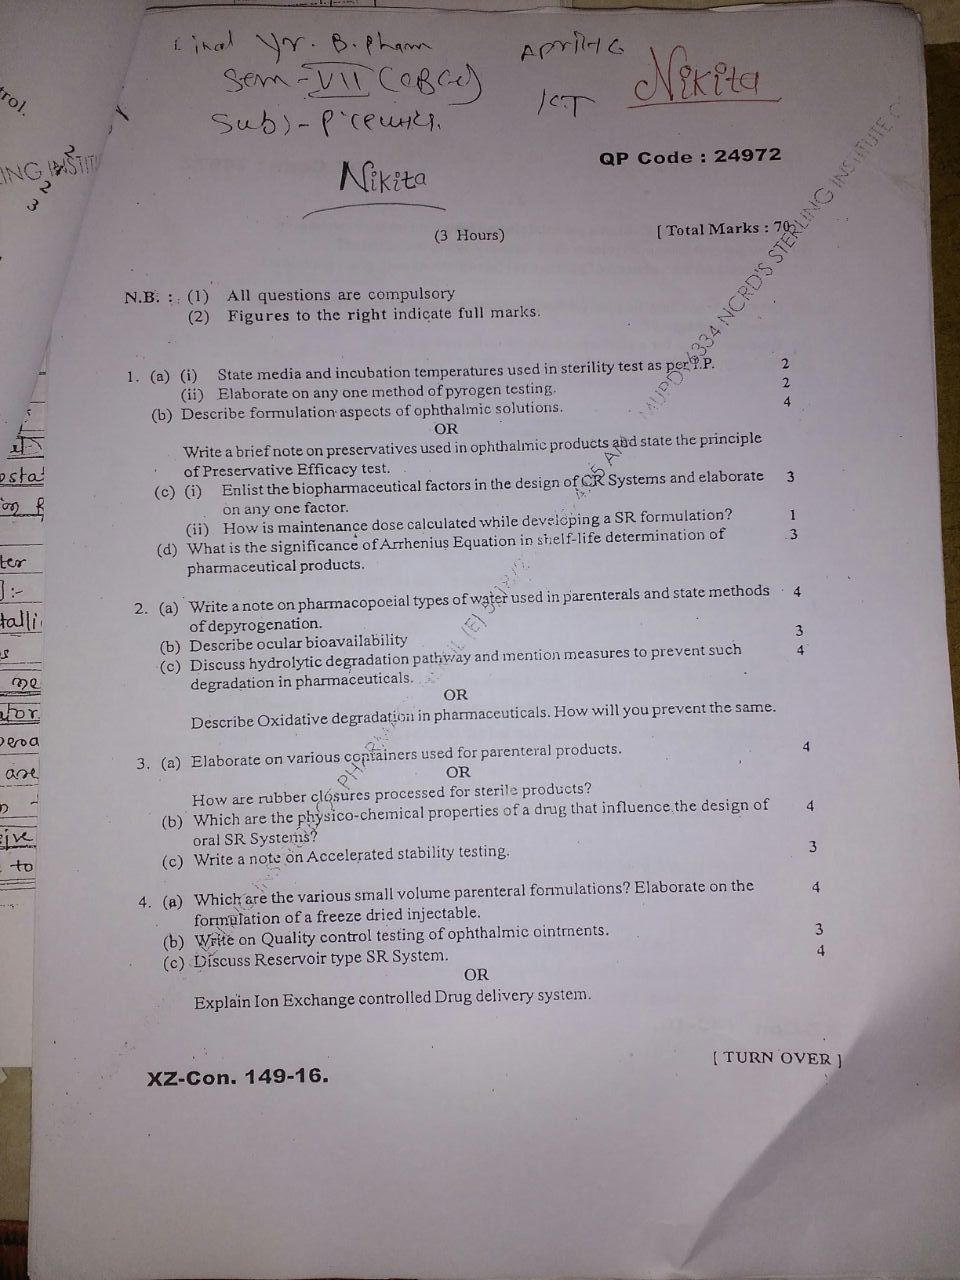 Yr. B. Pham
Sem-VII (CBGS)
Sub)-
KT
Nikita
Nikita
QP Code : 24972
(3 Hours)
[ Total Marks : 70
N.B. : (1) All questions are compulsory
(2) Figures to the right indicate full marks.
1. (a) (i) State media and incubation temperatures used in sterility test as per I.P. 2
(ii) Elaborate on any one method of pyrogen testing. 2
(b) Describe formulation aspects of ophthalmic solutions. 4
OR
Write a brief note on preservatives used in ophthalmic products and state the principle
of Preservative Efficacy test.
(c) (i) Enlist the biopharmaceutical factors in the design of CR Systems and elaborate 3
on any one factor.
(ii) How is maintenance dose calculated while developing a SR formulation? 1
(d) What is the significance of Arrhenius Equation in shelf-life determination of 3
pharmaceutical products.
2. (a) Write a note on pharmacopoeial types of water used in parenterals and state methods 4
of depyrogenation.
(b) Describe ocular bioavailability 3
(c) Discuss hydrolytic degradation pathway and mention measures to prevent such 4
degradation in pharmaceuticals.
OR
Describe Oxidative degradation in pharmaceuticals. How will you prevent the same.
3. (a) Elaborate on various containers used for parenteral products. 4
OR
How are rubber closures processed for sterile products?
(b) Which are the physico-chemical properties of a drug that influence the design of 4
oral SR Systems?
(c) Write a note on Accelerated stability testing. 3
4. (a) Which are the various small volume parenteral formulations? Elaborate on the 4
formulation of a freeze dried injectable.
(b) Write on Quality control testing of ophthalmic ointments. 3
(c) Discuss Reservoir type SR System. 4
OR
Explain Ion Exchange controlled Drug delivery system.
[ TURN OVER ]
XZ-Con. 149-16.
NCRD'S STERLING INSTITUTE